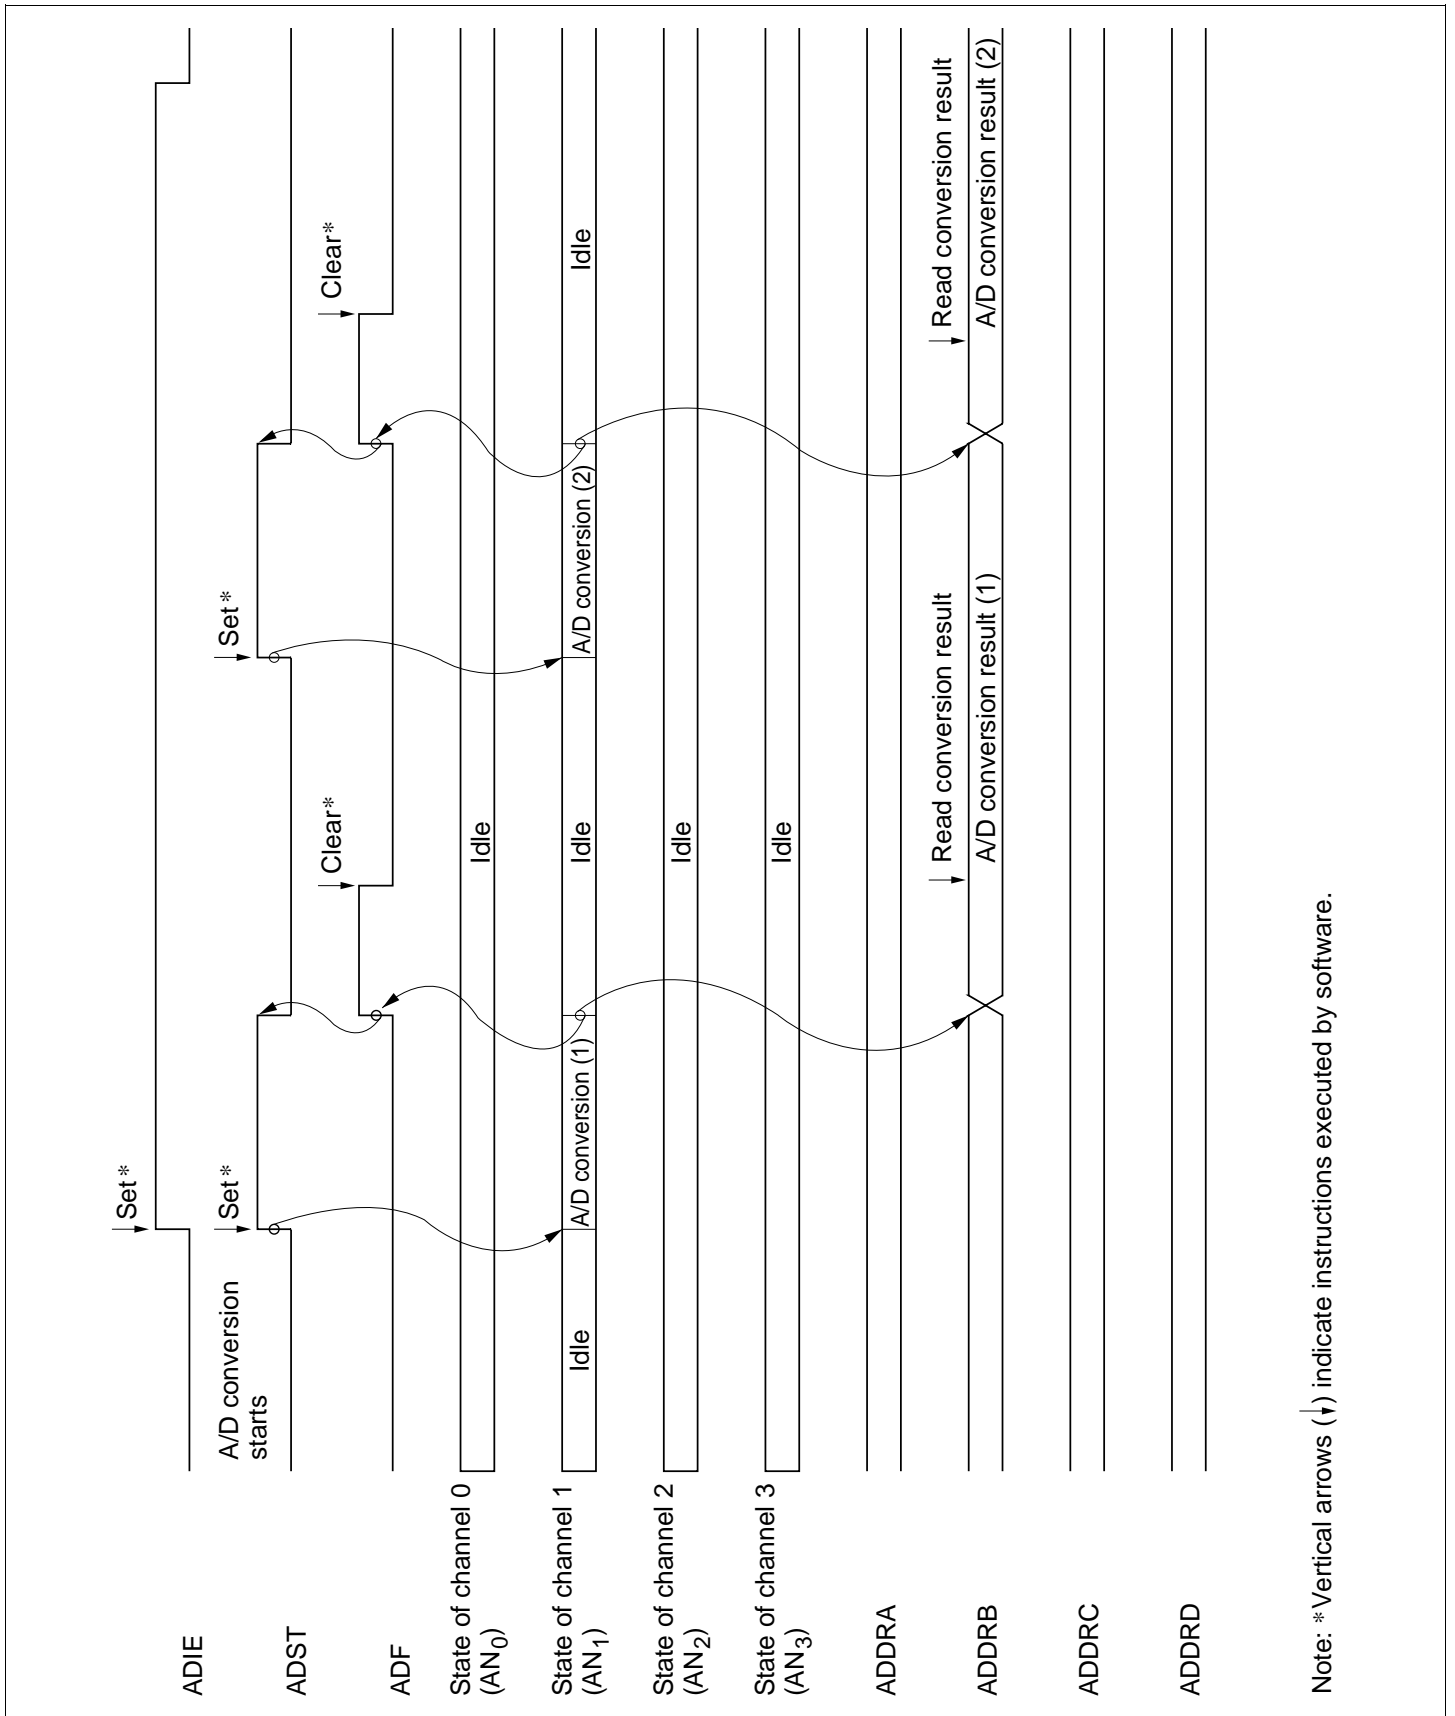 Set*
ADIE
A/D conversion
starts
Set*
Set*
ADST
Clear*
Clear*
ADF
State of channel 0
(AN0)
Idle
State of channel 1
(AN1)
Idle
A/D conversion (1)
Idle
A/D conversion (2)
Idle
State of channel 2
(AN2)
Idle
State of channel 3
(AN3)
Idle
ADDRA
Read conversion result
Read conversion result
ADDRB
A/D conversion result (1)
A/D conversion result (2)
ADDRC
ADDRD
Note: * Vertical arrows (↓) indicate instructions executed by software.